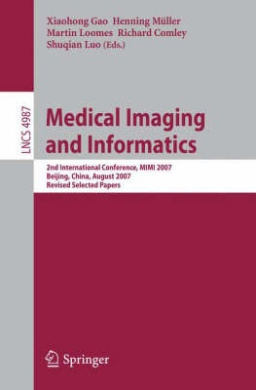 Xiaohong Gao Henning Müller
Martin Loomes Richard Comley
Shuqian Luo (Eds.)
LNCS 4987
Medical Imaging
and Informatics
2nd International Conference, MIMI 2007
Beijing, China, August 2007
Revised Selected Papers
Springer